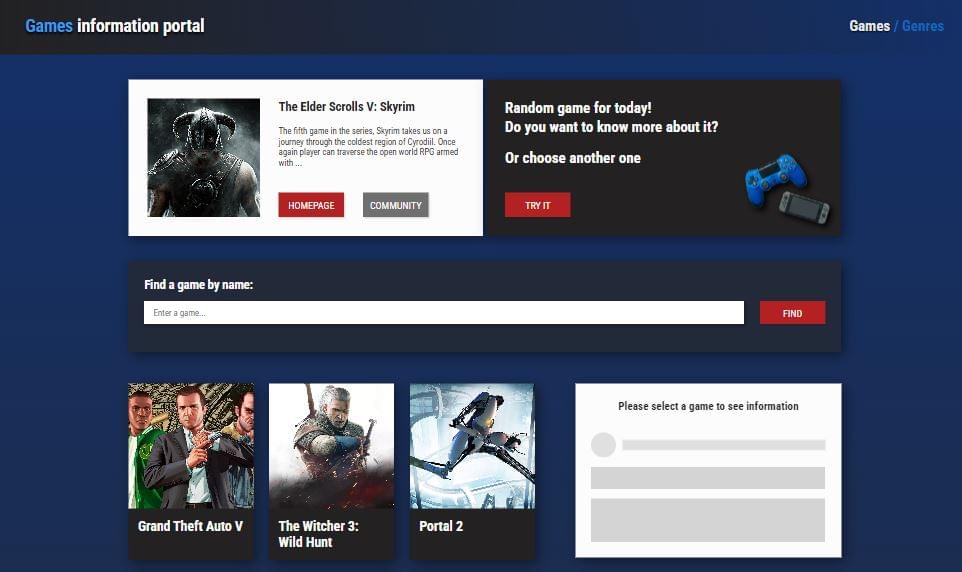 Games information portal
Games / Genres
The Elder Scrolls V: Skyrim
The fifth game in the series, Skyrim takes us on a
journey through the coldest region of Cyrodiil. Once
again player can traverse the open world RPG armed
with ...
HOMEPAGE
COMMUNITY
Random game for today!
Do you want to know more about it?
Or choose another one
TRY IT
Find a game by name:
Enter a game...
FIND
Grand Theft Auto V
The Witcher 3:
Wild Hunt
Portal 2
Please select a game to see information